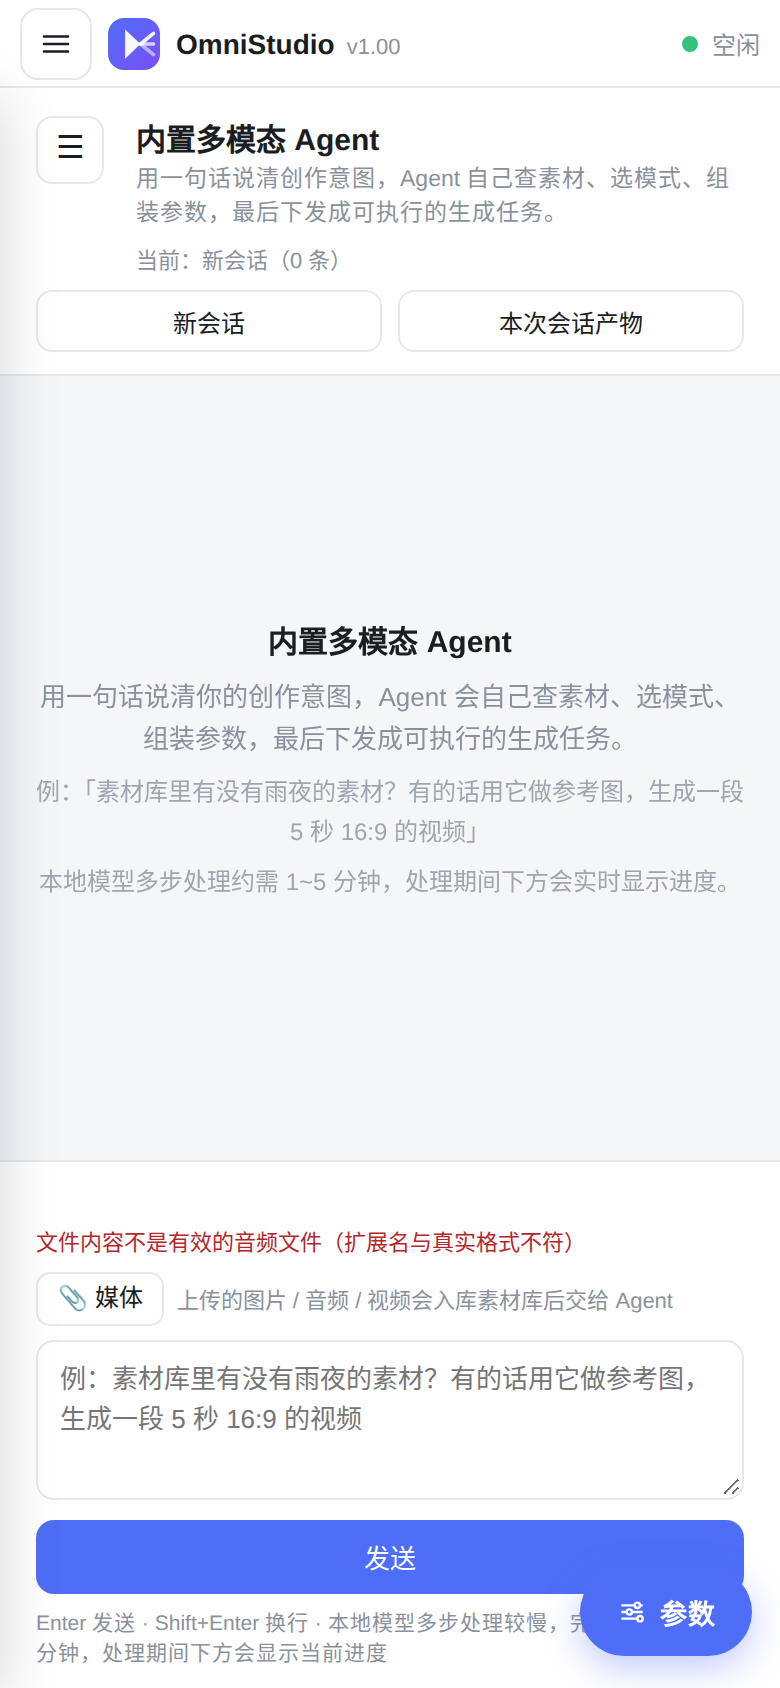 OmniStudio v1.00
空闲
内置多模态 Agent
用一句话说清创作意图，Agent 自己查素材、选模式、组
装参数，最后下发成可执行的生成任务。
当前：新会话（0 条）
新会话
本次会话产物
内置多模态 Agent
用一句话说清你的创作意图，Agent 会自己查素材、选模式、
组装参数，最后下发成可执行的生成任务。
例：「素材库里有没有雨夜的素材？有的话用它做参考图，生成一段
5 秒 16:9 的视频」
本地模型多步处理约需 1~5 分钟，处理期间下方会实时显示进度。
文件内容不是有效的音频文件（扩展名与真实格式不符）
媒体
上传的图片 / 音频 / 视频会入库素材库后交给 Agent
例：素材库里有没有雨夜的素材？有的话用它做参考图，
生成一段 5 秒 16:9 的视频
发送
Enter 发送 · Shift+Enter 换行 · 本地模型多步处理较慢，
分钟，处理期间下方会显示当前进度
参数